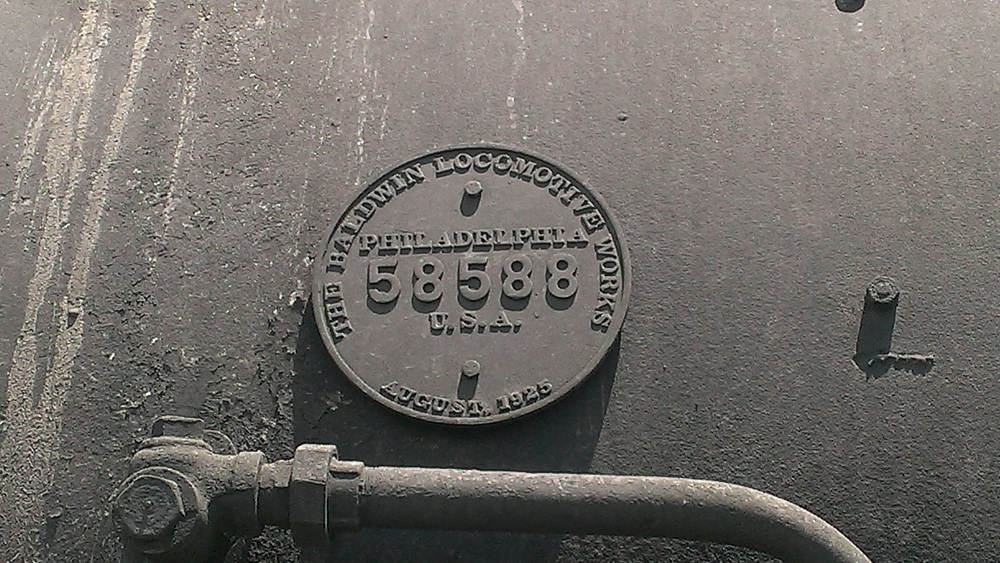 THE BALDWIN LOCOMOTIVE WORKS
PHILADELPHIA
58588
U.S.A.
AUGUST. 1925